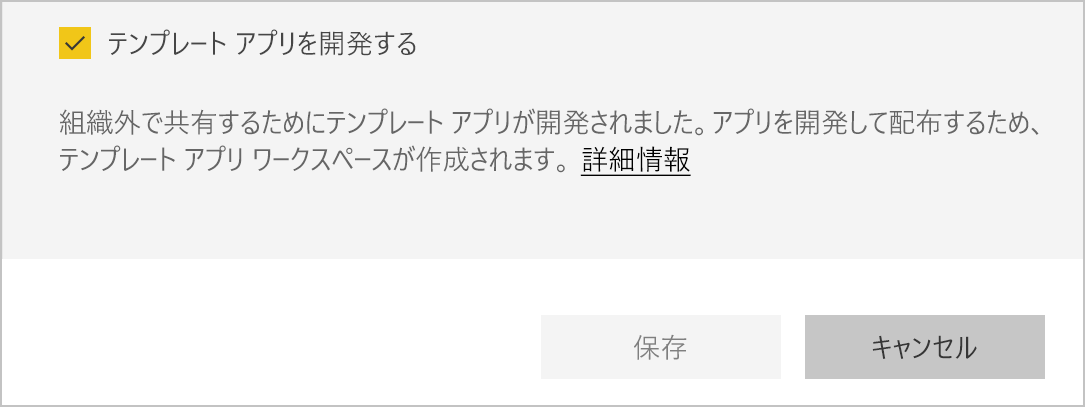 テンプレート アプリを開発する
組織外で共有するためにテンプレート アプリが開発されました。アプリを開発して配布するため、
テンプレート アプリ ワークスペースが作成されます。 詳細情報
保存
キャンセル